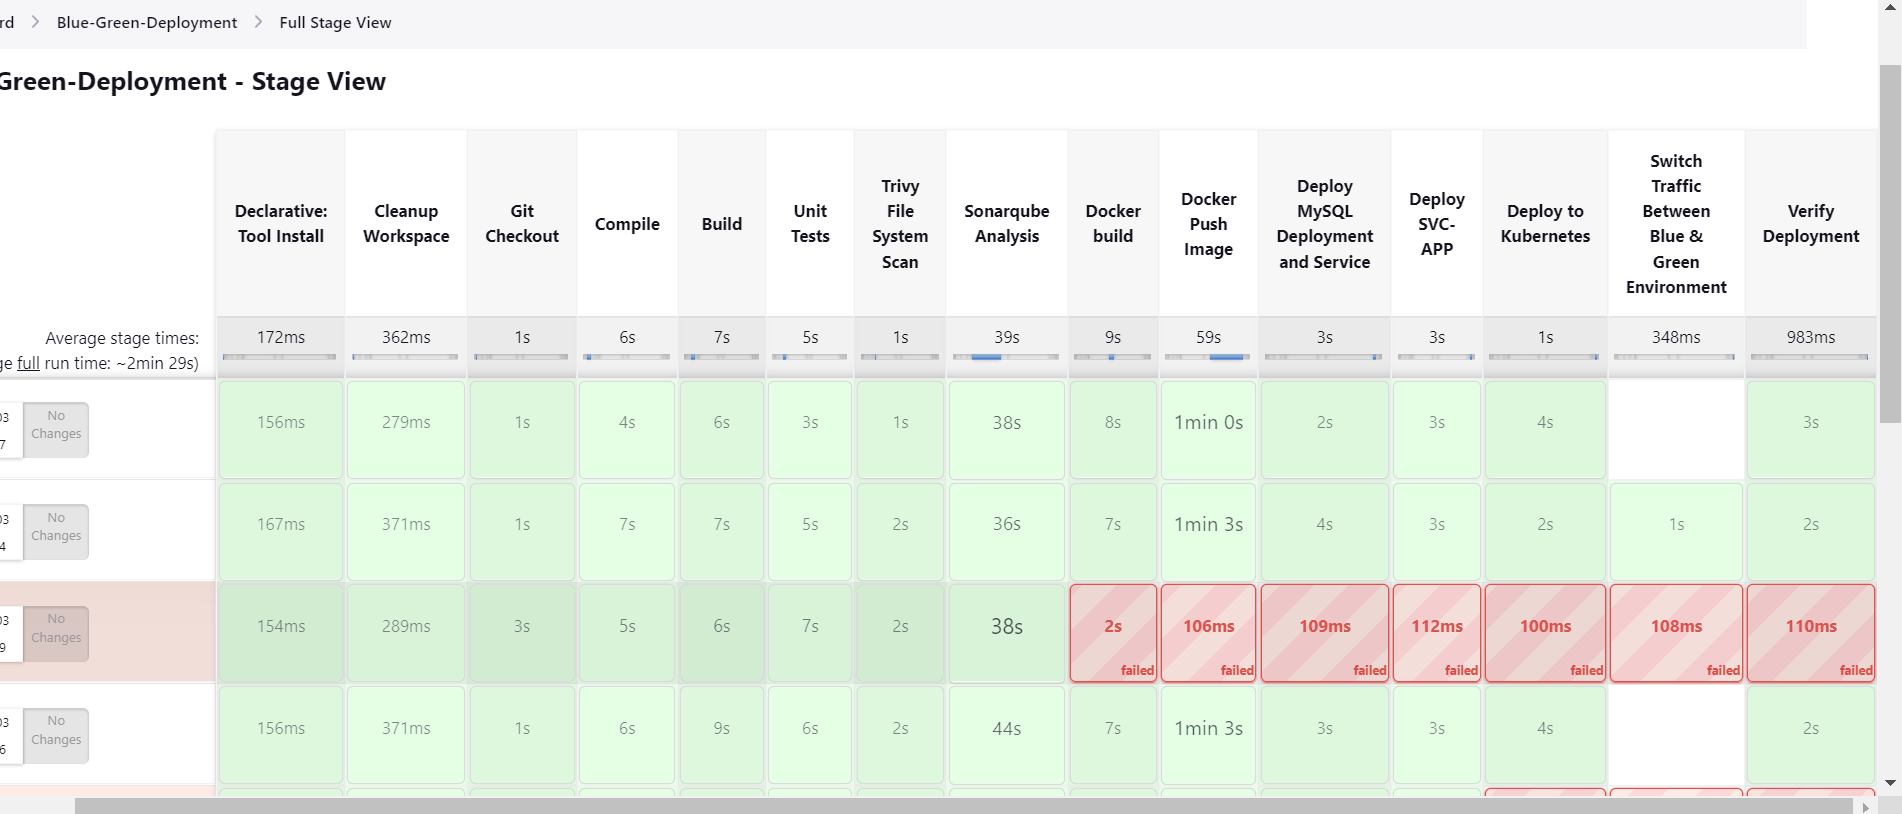 rd > Blue-Green-Deployment > Full Stage View
Green-Deployment - Stage View
Declarative:
Tool Install
Cleanup
Workspace
Git
Checkout
Compile
Build
Unit
Tests
Trivy
File
System
Scan
Sonarqube
Analysis
Docker
build
Docker
Push
Image
Deploy
MySQL
Deployment
and Service
Deploy
SVC-
APP
Deploy to
Kubernetes
Switch
Traffic
Between
Blue &
Green
Environment
Verify
Deployment
Average stage times:
ge full run time: ~2min 29s)
172ms 362ms 1s 6s 7s 5s 1s 39s 9s 59s 3s 3s 1s 348ms 983ms
03
7
No
Changes
156ms 279ms 1s 4s 6s 3s 1s 38s 8s 1min 0s 2s 3s 4s 3s
03
4
No
Changes
167ms 371ms 1s 7s 7s 5s 2s 36s 7s 1min 3s 4s 3s 2s 1s 2s
03
9
No
Changes
154ms 289ms 3s 5s 6s 7s 2s 38s 2s 106ms 109ms 112ms 100ms 108ms 110ms
failed failed failed failed failed failed failed
03
6
No
Changes
156ms 371ms 1s 6s 9s 6s 2s 44s 7s 1min 3s 3s 3s 4s 2s